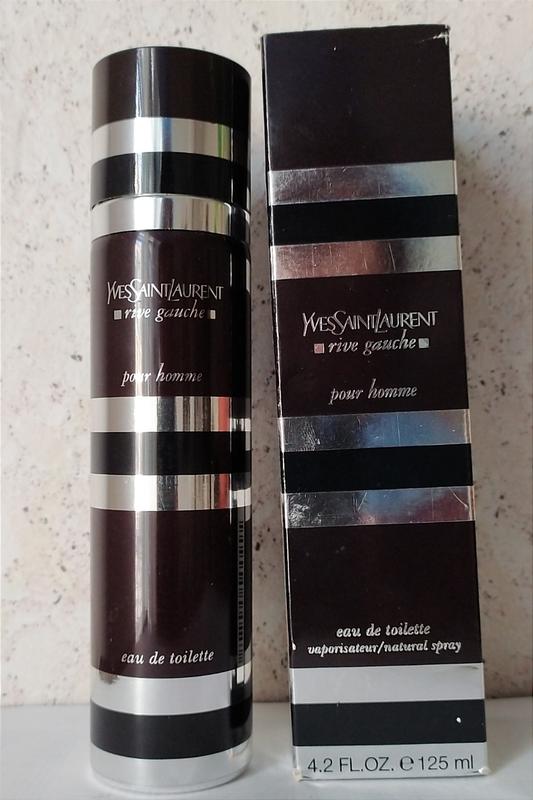 YVESSAINTLAURENT
rive gauche
pour homme
eau de toilette
YVESSAINTLAURENT
rive gauche
pour homme
eau de toilette
vaporisateur/natural spray
4.2 FL.OZ. ℮ 125 ml